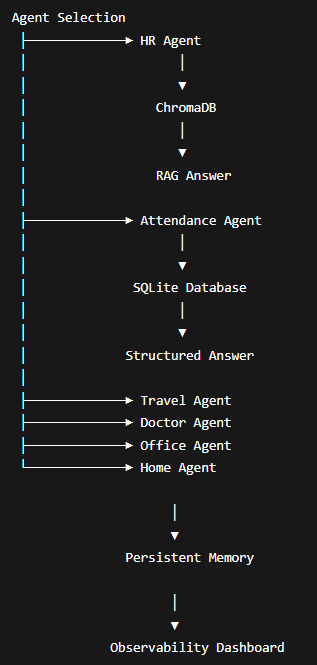 Agent Selection
HR Agent
ChromaDB
RAG Answer
Attendance Agent
SQLite Database
Structured Answer
Travel Agent
Doctor Agent
Office Agent
Home Agent
Persistent Memory
Observability Dashboard